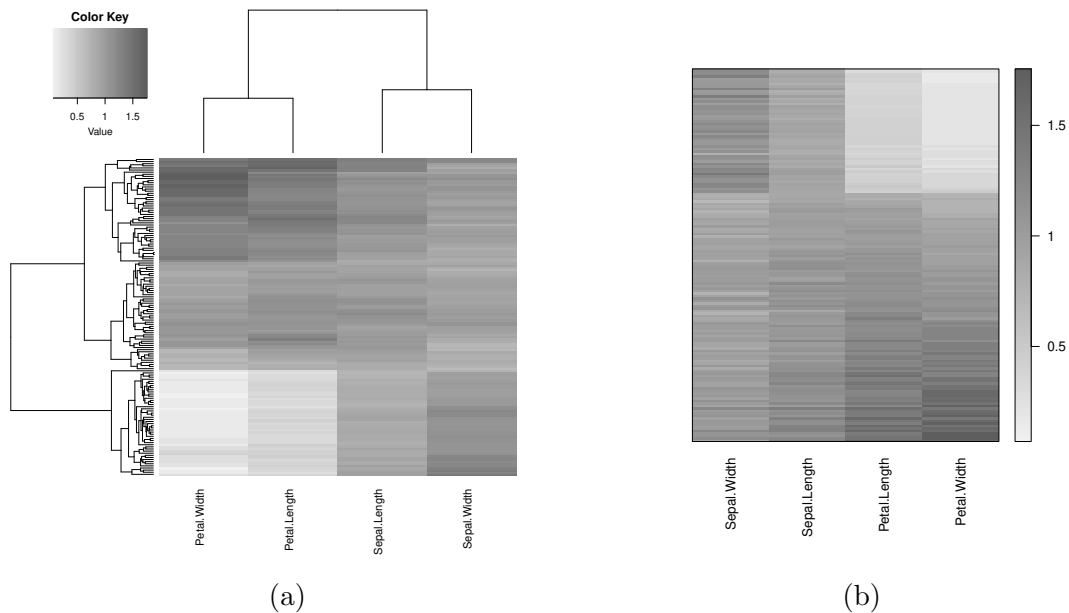 Color Key
0.5 1 1.5
Value
Petal.Width
Petal.Length
Sepal.Length
Sepal.Width
(a)
1.5
1
0.5
Sepal.Width
Sepal.Length
Petal.Length
Petal.Width
(b)